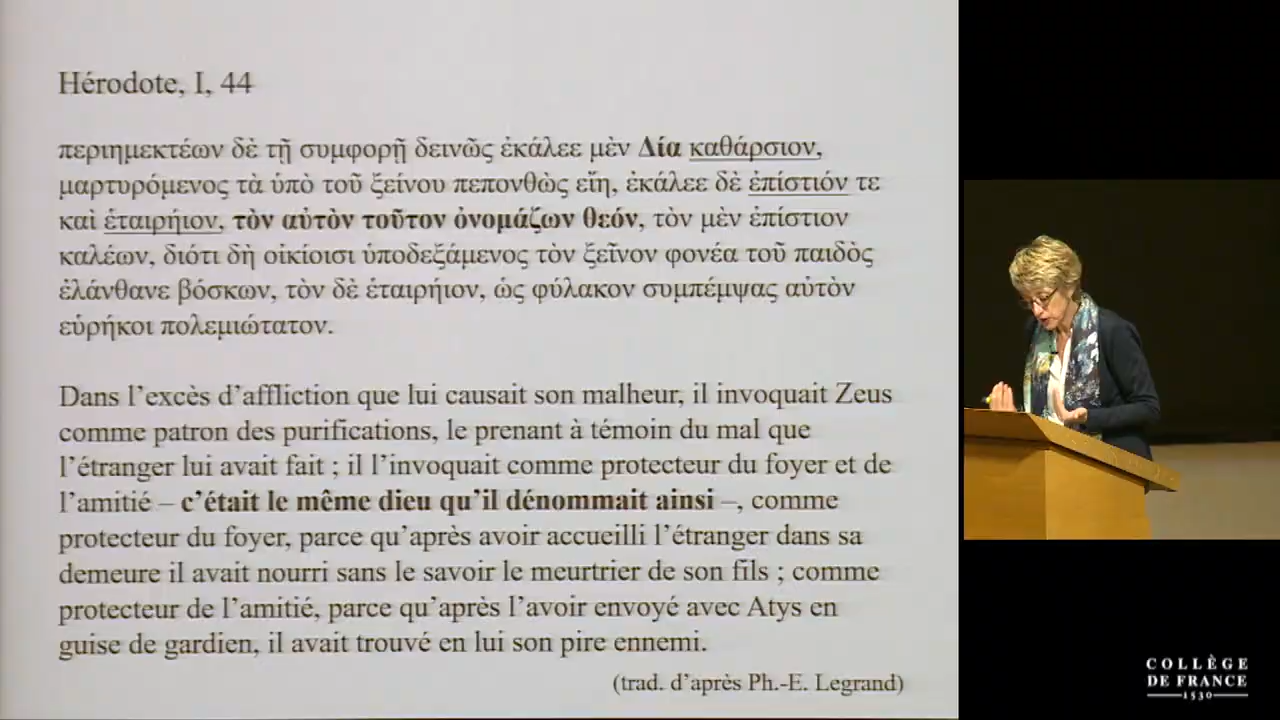 Hérodote, I, 44
περιημεκτέων δὲ τῇ συμφορῇ δεινῶς ἐκάλεε μὲν Δία καθάρσιον,
μαρτυρόμενος τὰ ὑπὸ τοῦ ξείνου πεπονθὼς εἴη, ἐκάλεε δὲ ἐπίστιόν τε
καὶ ἑταιρήιον, τὸν αὐτὸν τοῦτον ὀνομάζων θεόν, τὸν μὲν ἐπίστιον
καλέων, διότι δὴ οἰκίοισι ὑποδεξάμενος τὸν ξεῖνον φονέα τοῦ παιδὸς
ἐλάνθανε βόσκων, τὸν δὲ ἑταιρήιον, ὡς φύλακον συμπέμψας αὐτὸν
εὑρήκοι πολεμιώτατον.
Dans l’excès d’affliction que lui causait son malheur, il invoquait Zeus
comme patron des purifications, le prenant à témoin du mal que
l’étranger lui avait fait ; il l’invoquait comme protecteur du foyer et de
l’amitié – c’était le même dieu qu’il dénommait ainsi –, comme
protecteur du foyer, parce qu’après avoir accueilli l’étranger dans sa
demeure il avait nourri sans le savoir le meurtrier de son fils ; comme
protecteur de l’amitié, parce qu’après l’avoir envoyé avec Atys en
guise de gardien, il avait trouvé en lui son pire ennemi.
(trad. d’après Ph.-E. Legrand)
COLLÈGE
DE FRANCE
1530